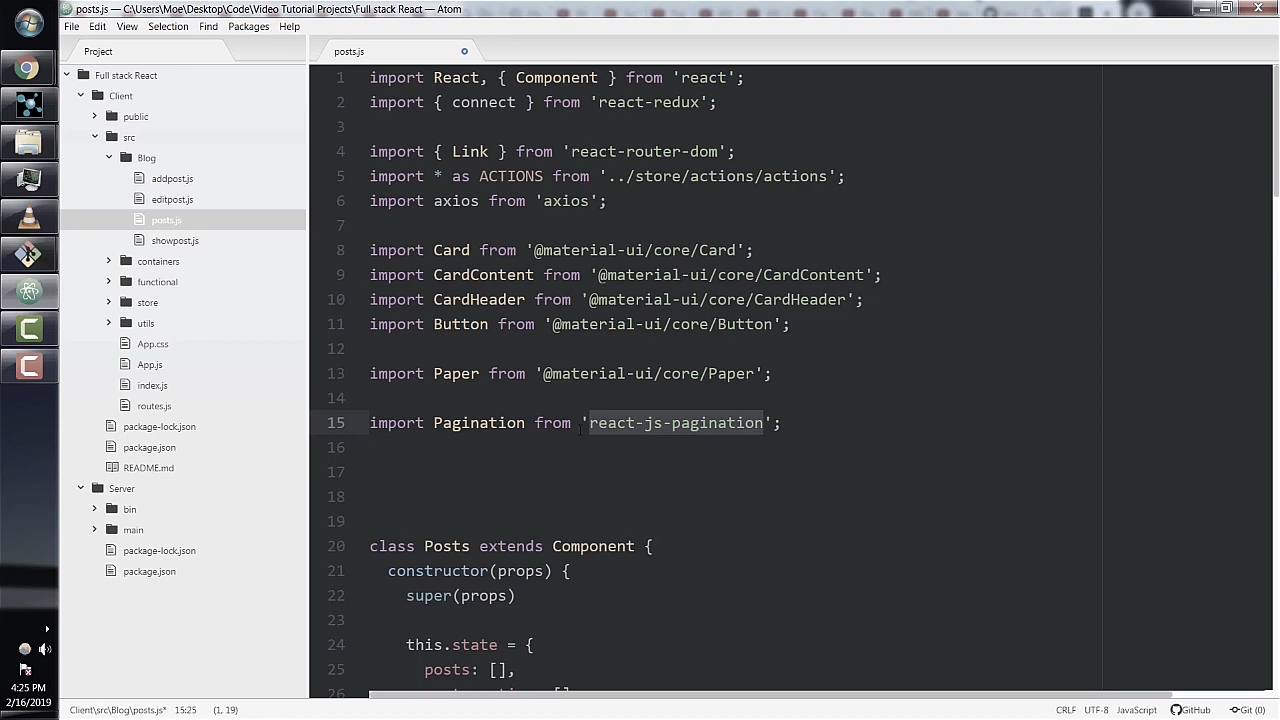 posts.js — C:\Users\Moe\Desktop\Code\Video Tutorial Projects\Full stack React — Atom
File Edit View Selection Find Packages Help
Project
posts.js
Full stack React
Client
public
src
Blog
addpost.js
editpost.js
posts.js
showpost.js
containers
functional
store
utils
App.css
App.js
index.js
routes.js
package-lock.json
package.json
README.md
Server
bin
main
package-lock.json
package.json
1 import React, { Component } from 'react';
2 import { connect } from 'react-redux';
3
4 import { Link } from 'react-router-dom';
5 import * as ACTIONS from '../store/actions/actions';
6 import axios from 'axios';
7
8 import Card from '@material-ui/core/Card';
9 import CardContent from '@material-ui/core/CardContent';
10 import CardHeader from '@material-ui/core/CardHeader';
11 import Button from '@material-ui/core/Button';
12
13 import Paper from '@material-ui/core/Paper';
14
15 import Pagination from 'react-js-pagination';
16
17
18
19
20 class Posts extends Component {
21 constructor(props) {
22 super(props)
23
24 this.state = {
25 posts: [],
26
4:25 PM
2/16/2019
Client\src\Blog\posts.js* 15:25 (1, 19)
CRLF UTF-8 JavaScript GitHub Git (0)